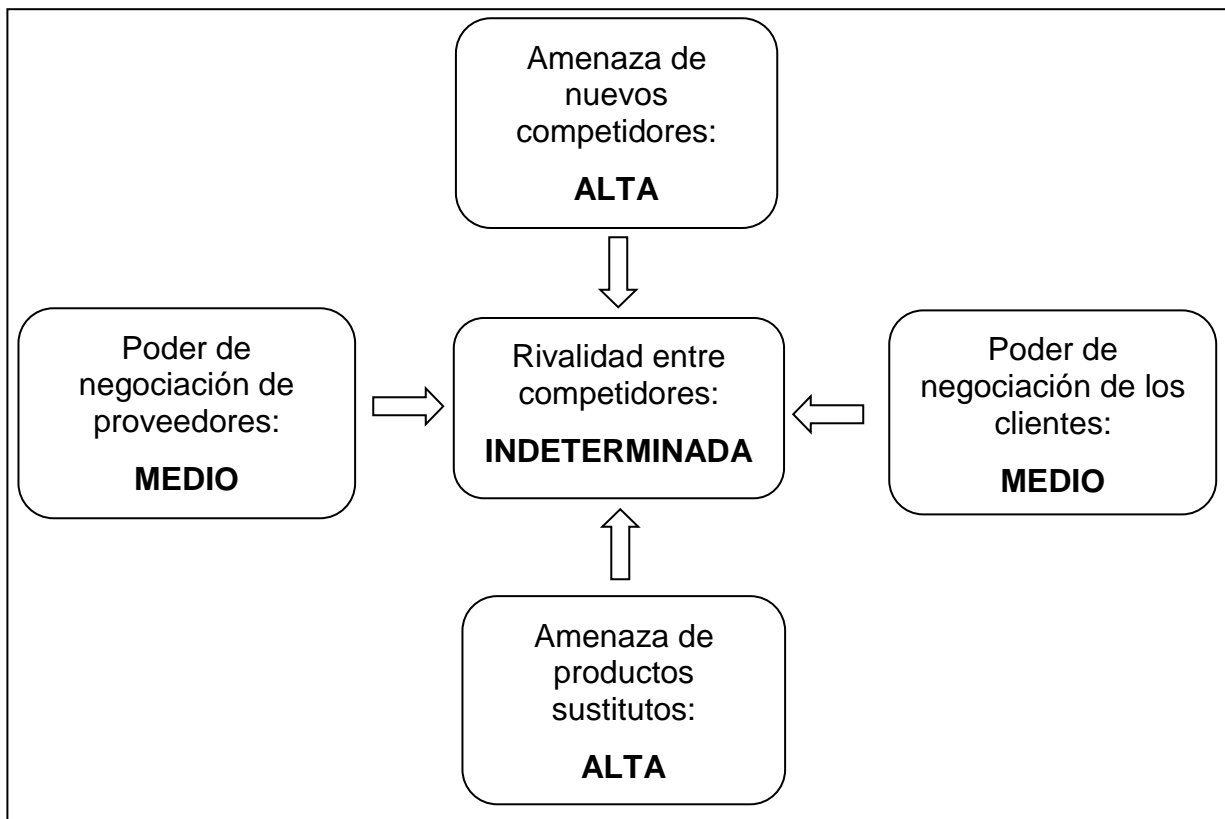 Amenaza de
nuevos
competidores:
ALTA
Poder de
negociación de
proveedores:
MEDIO
Rivalidad entre
competidores:
INDETERMINADA
Poder de
negociación de los
clientes:
MEDIO
Amenaza de
productos
sustitutos:
ALTA